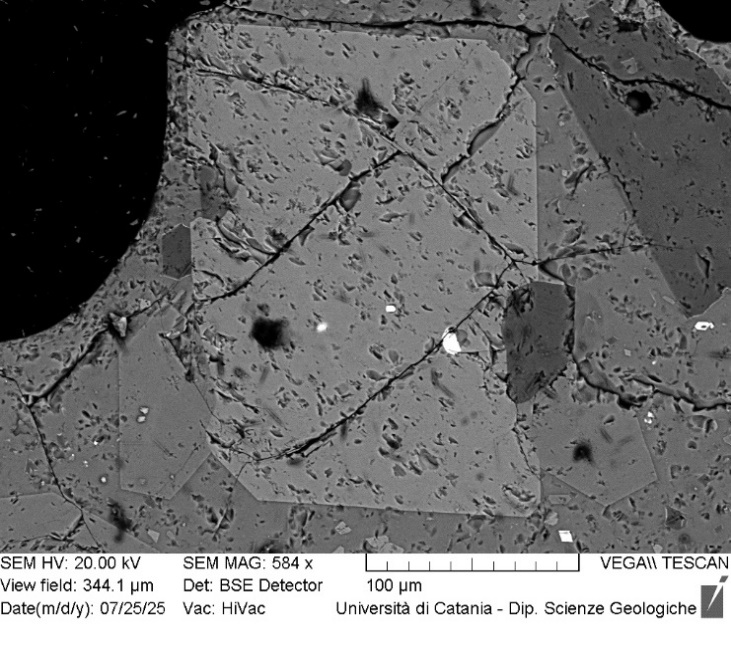 SEM HV: 20.00 kV SEM MAG: 584 x VEGA\\ TESCAN
View field: 344.1 µm Det: BSE Detector 100 µm
Date(m/d/y): 07/25/25 Vac: HiVac Università di Catania - Dip. Scienze Geologiche